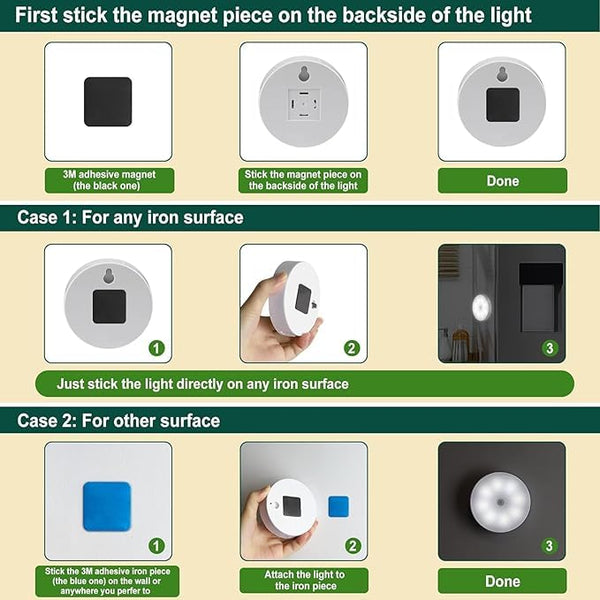 First stick the magnet piece on the backside of the light
3M adhesive magnet
(the black one)
Stick the magnet piece on
the backside of the light
Done
Case 1: For any iron surface
1
2
3
Just stick the light directly on any iron surface
Case 2: For other surface
1
2
3
Stick the 3M adhesive iron piece
(the blue one) on the wall or
anywhere you perfer to
Attach the light to
the iron piece
Done